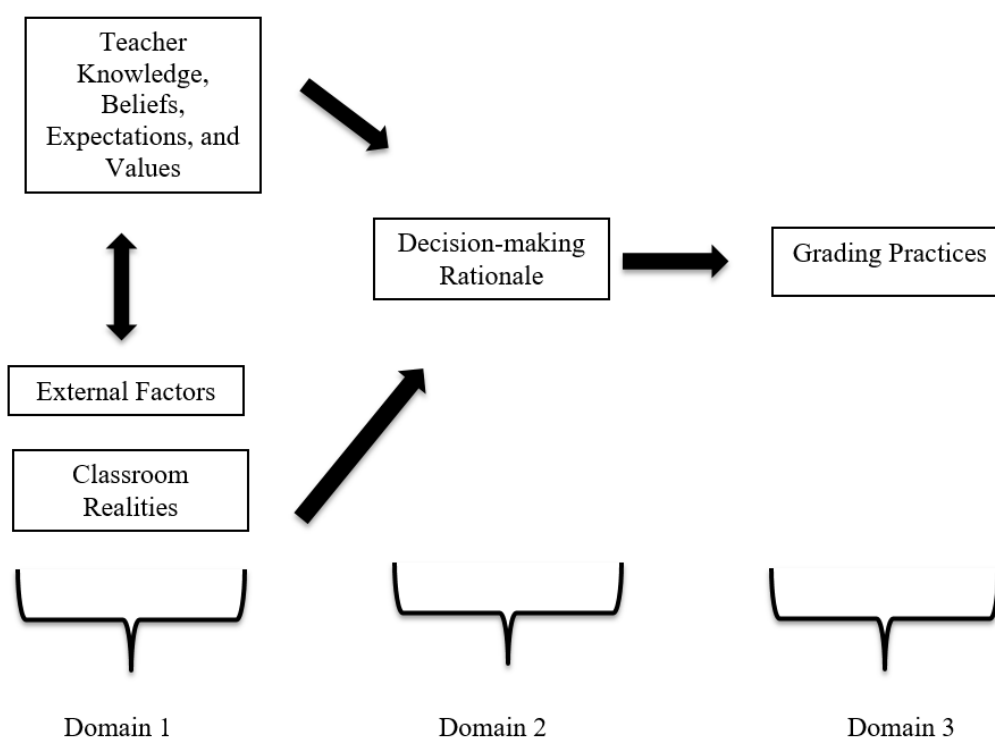 Teacher
Knowledge,
Beliefs,
Expectations, and
Values
Decision-making
Rationale
Grading Practices
External Factors
Classroom
Realities
Domain 1
Domain 2
Domain 3